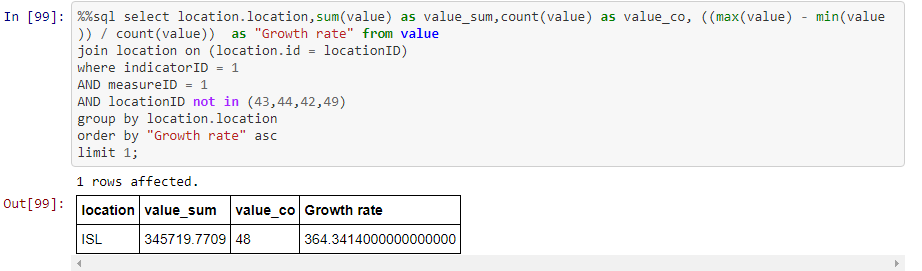 In [99]: %%sql select location.location,sum(value) as value_sum,count(value) as value_co, ((max(value) - min(value
)) / count(value))  as "Growth rate" from value
join location on (location.id = locationID)
where indicatorID = 1
AND measureID = 1
AND locationID not in (43,44,42,49)
group by location.location
order by "Growth rate" asc
limit 1;
1 rows affected.
Out[99]: location value_sum value_co Growth rate
ISL 345719.7709 48 364.3414000000000000